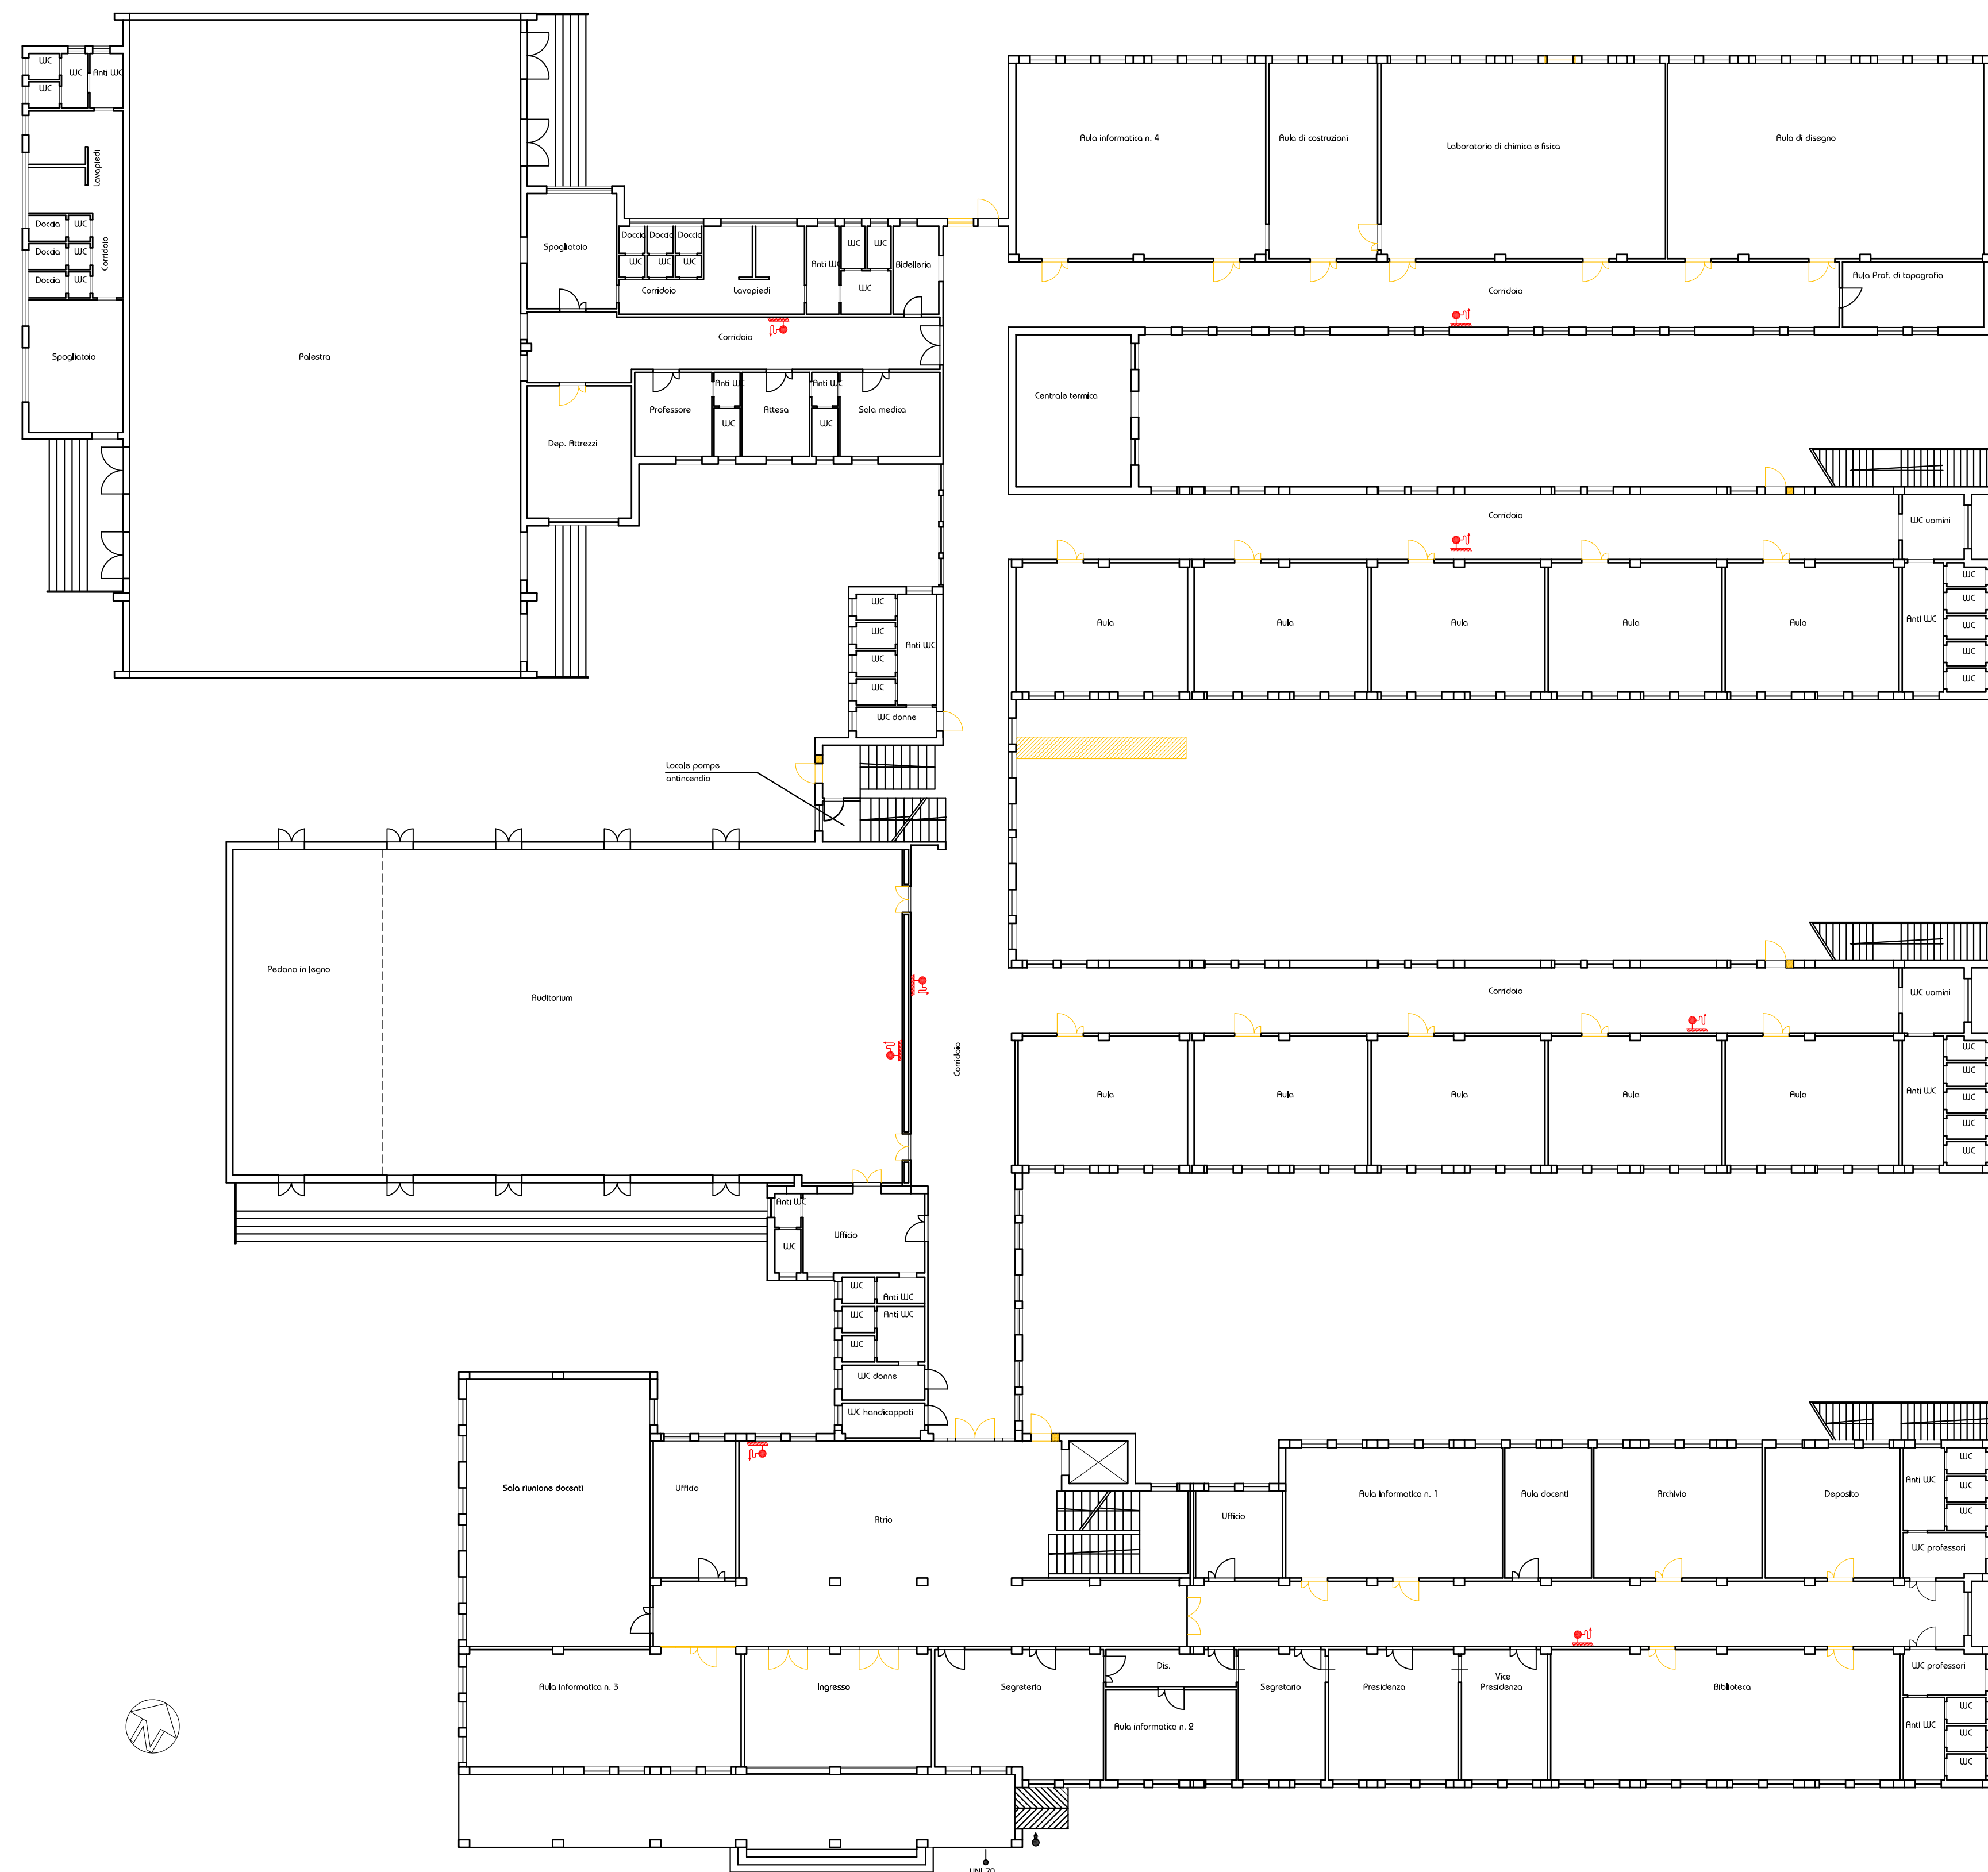 WC
WC
Anti WC
WC
Lavapiedi
Doccia
WC
Doccia
WC
Doccia
WC
Corridoio
Spogliatoio
Palestra
Spogliatoio
Doccia
Doccia
Doccia
WC
WC
WC
Corridoio
Lavapiedi
Anti WC
WC
WC
WC
Bidelleria
Corridoio
Professore
Anti WC
WC
Attesa
Anti WC
WC
Sala medica
Dep. Attrezzi
Aula informatica n. 4
Aula di costruzioni
Laboratorio di chimica e fisica
Aula di disegno
Corridoio
Aula Prof. di topografia
Centrale termica
Corridoio
WC uomini
Aula
Aula
Aula
Aula
Aula
Anti WC
WC
WC
WC
WC
WC
WC
WC
WC
WC
Anti WC
WC donne
Locale pompe
antincendio
Pedana in legno
Auditorium
Corridoio
Corridoio
WC uomini
Aula
Aula
Aula
Aula
Aula
Anti WC
WC
WC
WC
WC
WC
Anti WC
WC
Ufficio
WC
Anti WC
WC
Anti WC
WC
WC donne
WC handicappati
Sala riunione docenti
Ufficio
Atrio
Ufficio
Aula informatica n. 1
Aula docenti
Archivio
Deposito
Anti WC
WC
WC
WC
WC professori
Aula informatica n. 3
Ingresso
Segreteria
Dis.
Aula informatica n. 2
Segretario
Presidenza
Vice
Presidenza
Biblioteca
WC professori
Anti WC
WC
WC
WC
UNI 70